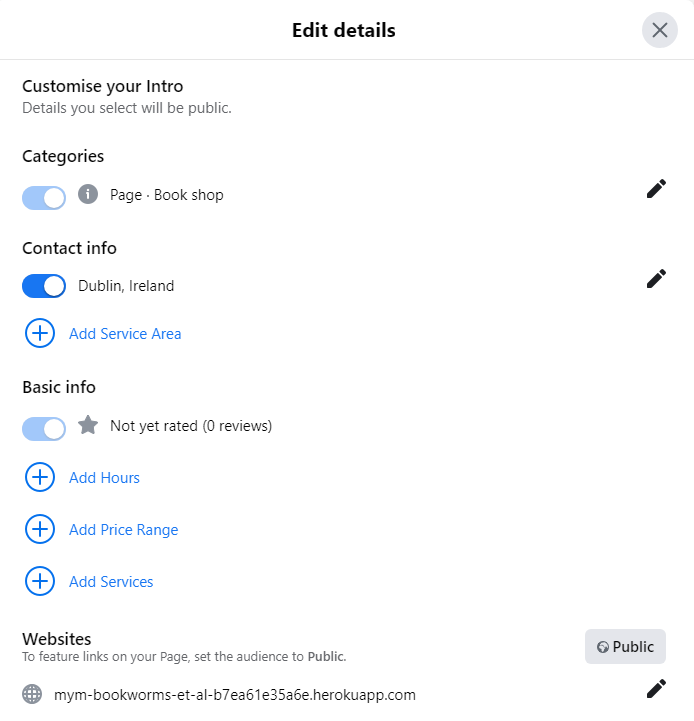 Edit details
Customise your Intro
Details you select will be public.
Categories
Page · Book shop
Contact info
Dublin, Ireland
Add Service Area
Basic info
Not yet rated (0 reviews)
Add Hours
Add Price Range
Add Services
Websites
To feature links on your Page, set the audience to Public.
Public
mym-bookworms-et-al-b7ea61e35a6e.herokuapp.com